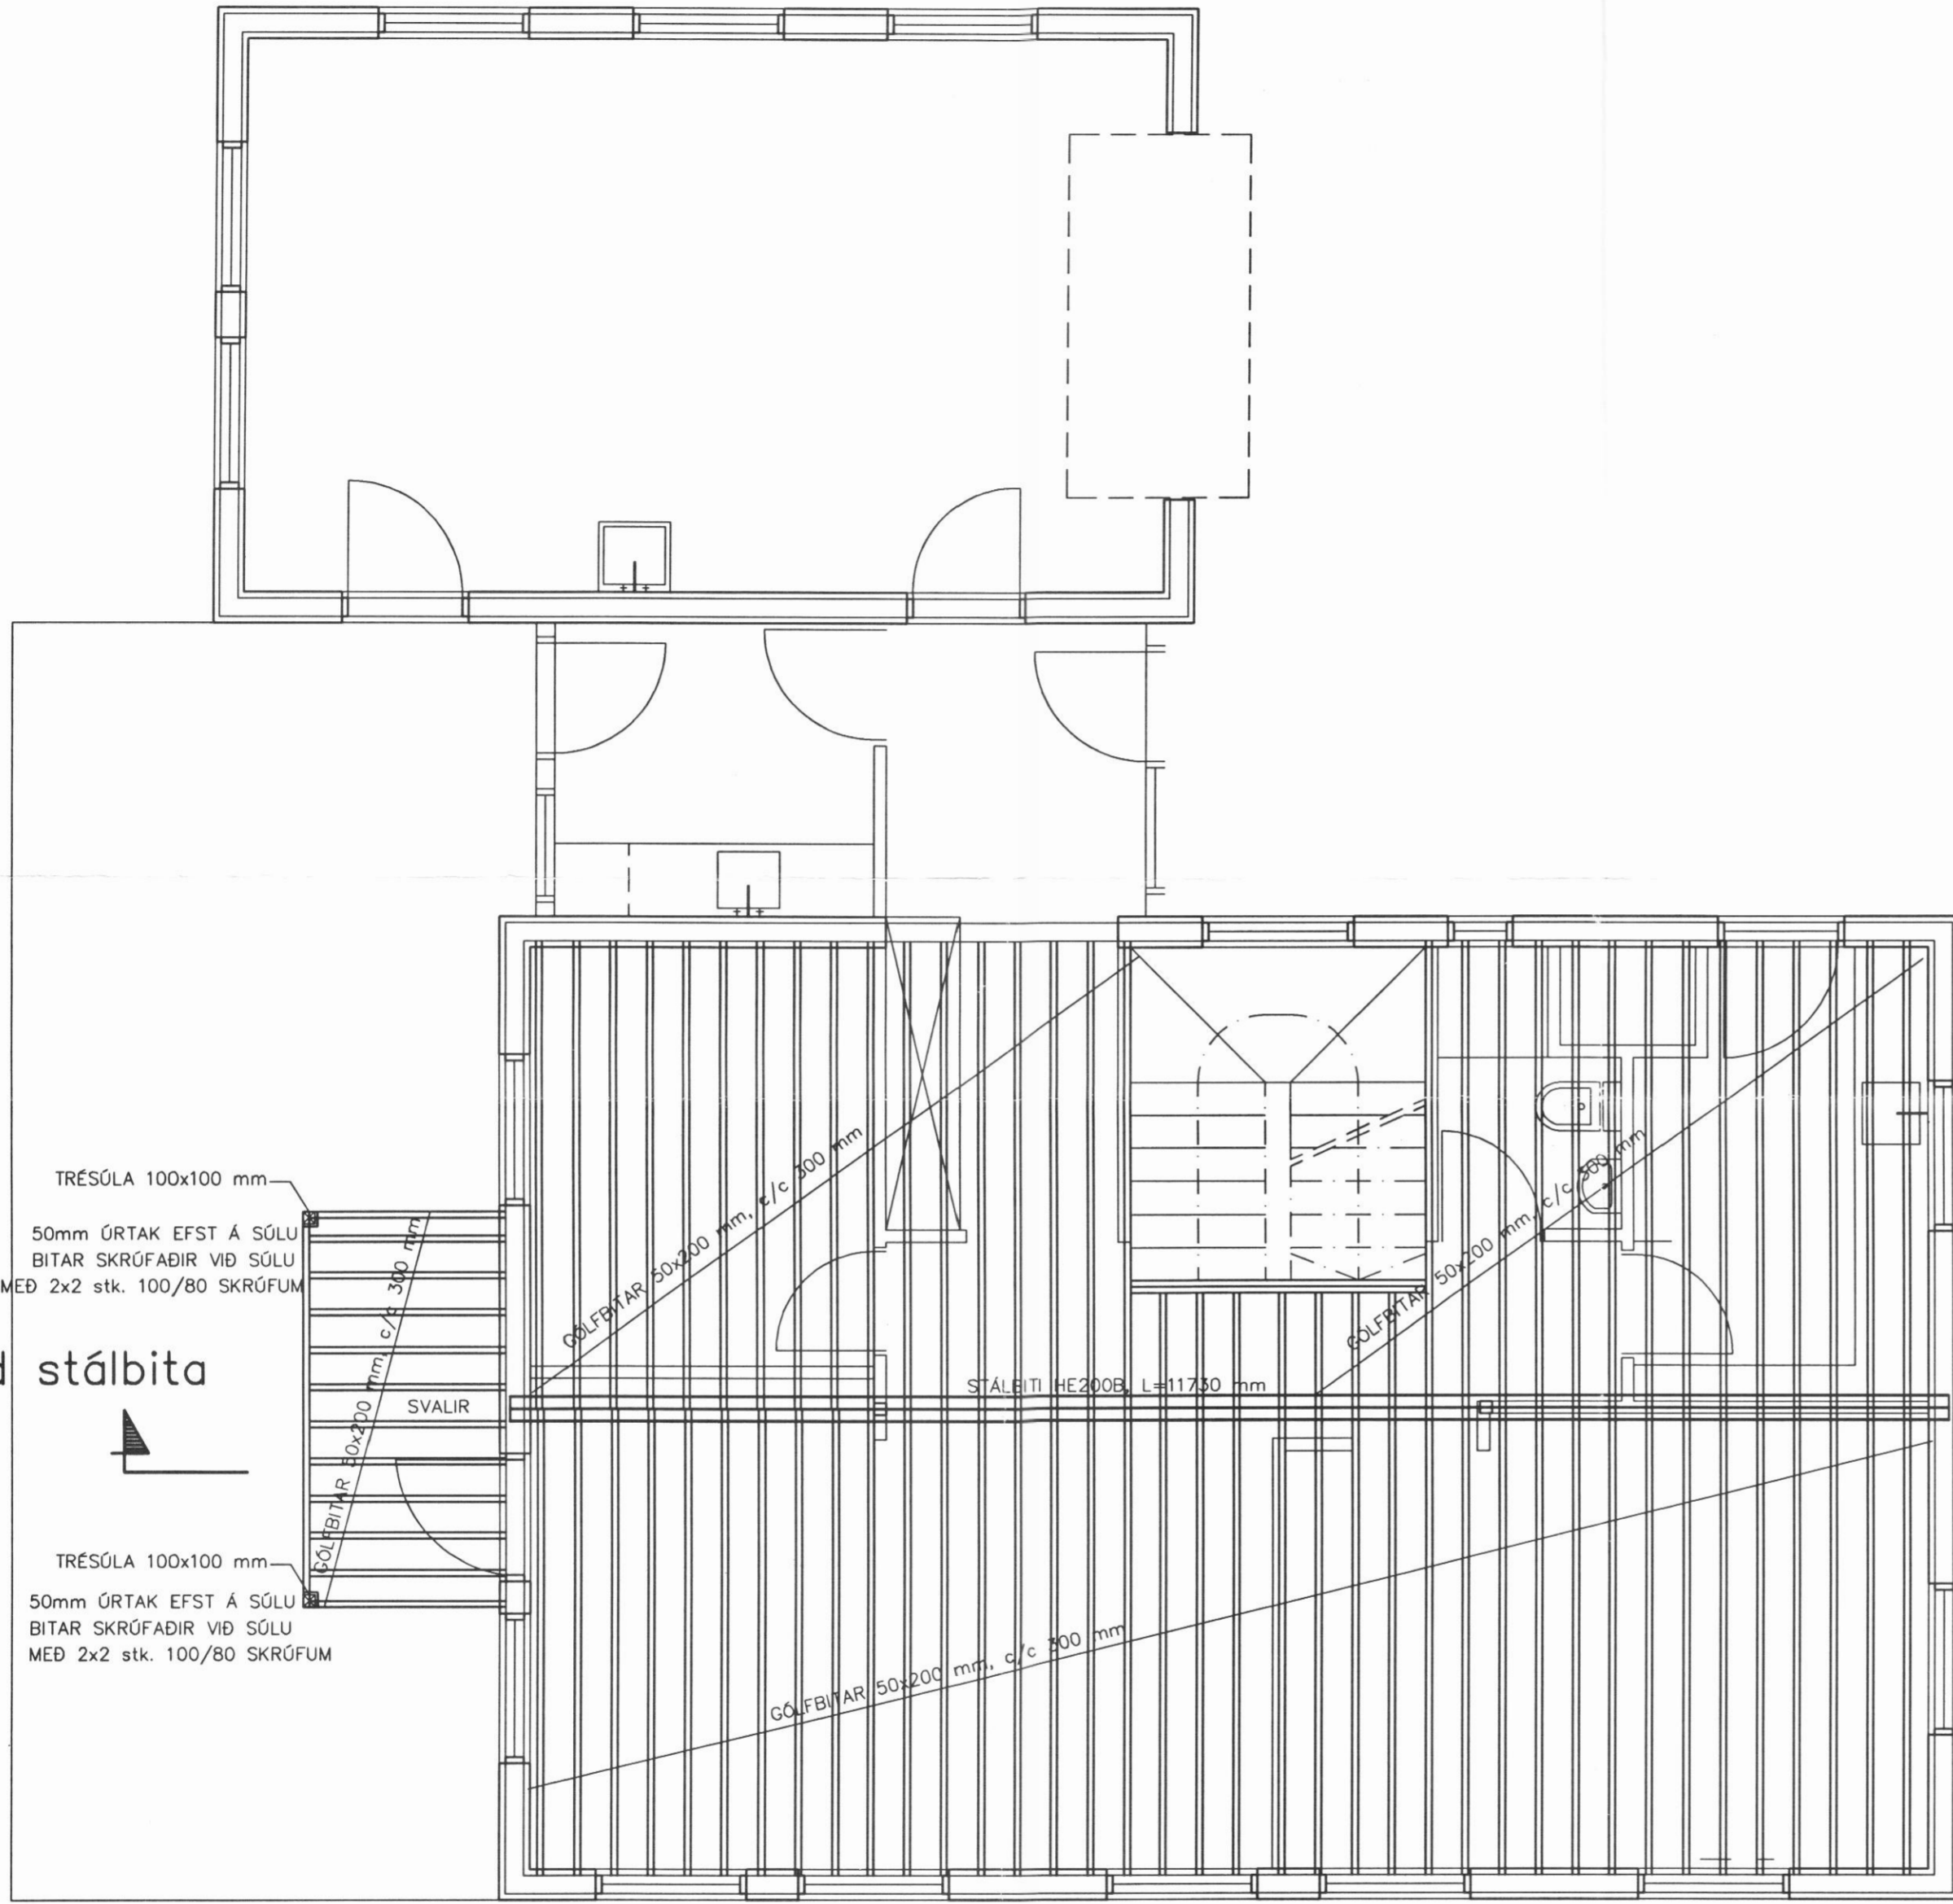 GÓLFBITAR 50x200 mm, c/c 300 mm
GÓLFBITAR 50x200 mm, c/c 300 mm
TRÉSÚLA 100x100 mm
50mm ÚRTAK EFST Á SÚLU
BITAR SKRÚFAÐIR VIÐ SÚLU
MEÐ 2x2 stk. 100/80 SKRÚFUM
GÓLFBITAR 50x200 mm, c/c 300 mm
stálbita
SVALIR
STÁLBITI HE200B, L=11730 mm
TRÉSÚLA 100x100 mm
50mm ÚRTAK EFST Á SÚLU
BITAR SKRÚFAÐIR VIÐ SÚLU
MEÐ 2x2 stk. 100/80 SKRÚFUM
GÓLFBITAR 50x200 mm, c/c 300 mm